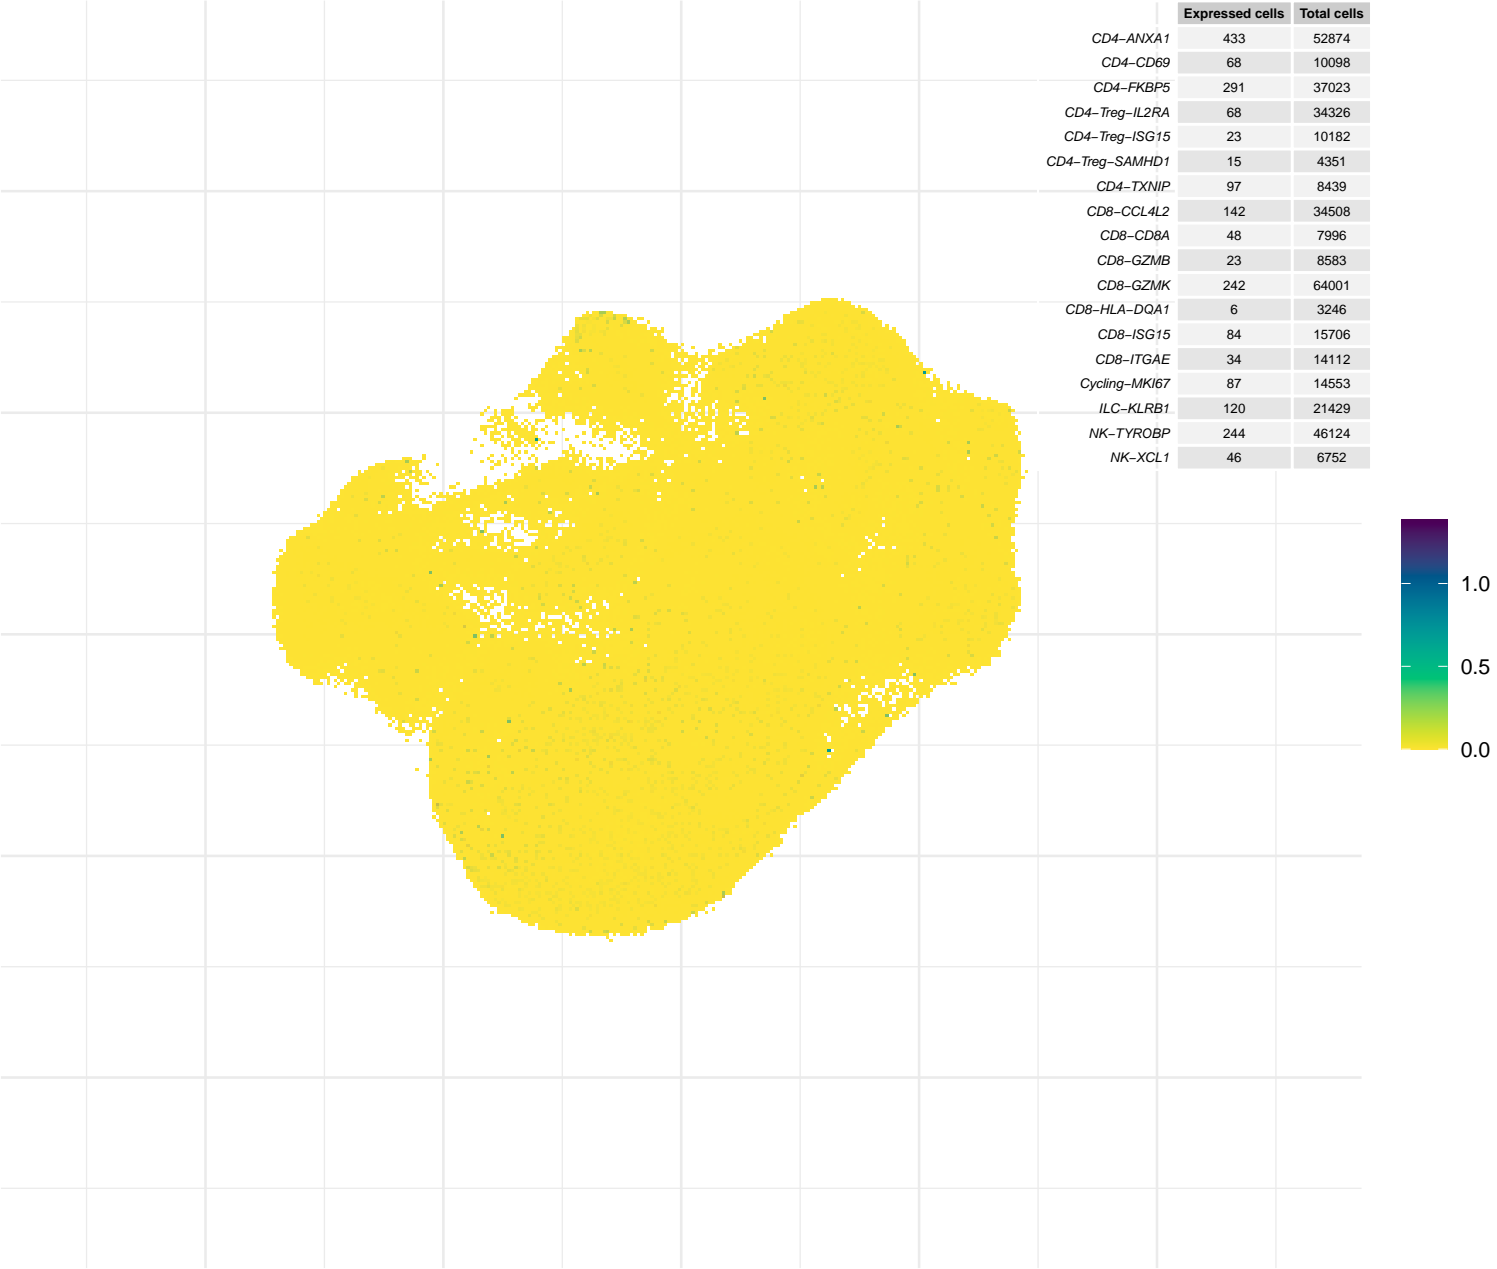 Expressed cells Total cells
CD4−ANXA1 433 52874
CD4−CD69 68 10098
CD4−FKBP5 291 37023
CD4−Treg−IL2RA 68 34326
CD4−Treg−ISG15 23 10182
CD4−Treg−SAMHD1 15 4351
CD4−TXNIP 97 8439
CD8−CCL4L2 142 34508
CD8−CD8A 48 7996
CD8−GZMB 23 8583
CD8−GZMK 242 64001
CD8−HLA−DQA1 6 3246
CD8−ISG15 84 15706
CD8−ITGAE 34 14112
Cycling−MKI67 87 14553
ILC−KLRB1 120 21429
NK−TYROBP 244 46124
NK−XCL1 46 6752
1.0
0.5
0.0